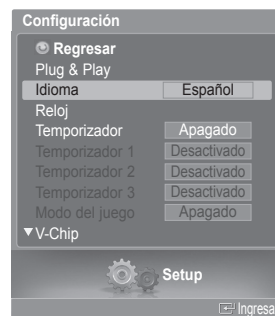 Configuración
Regresar
Plug & Play
Idioma Español
Reloj
Temporizador Apagado
Temporizador 1 Desactivado
Temporizador 2 Desactivado
Temporizador 3 Desactivado
Modo del juego Apagado
▼V-Chip
Setup
Ingresa